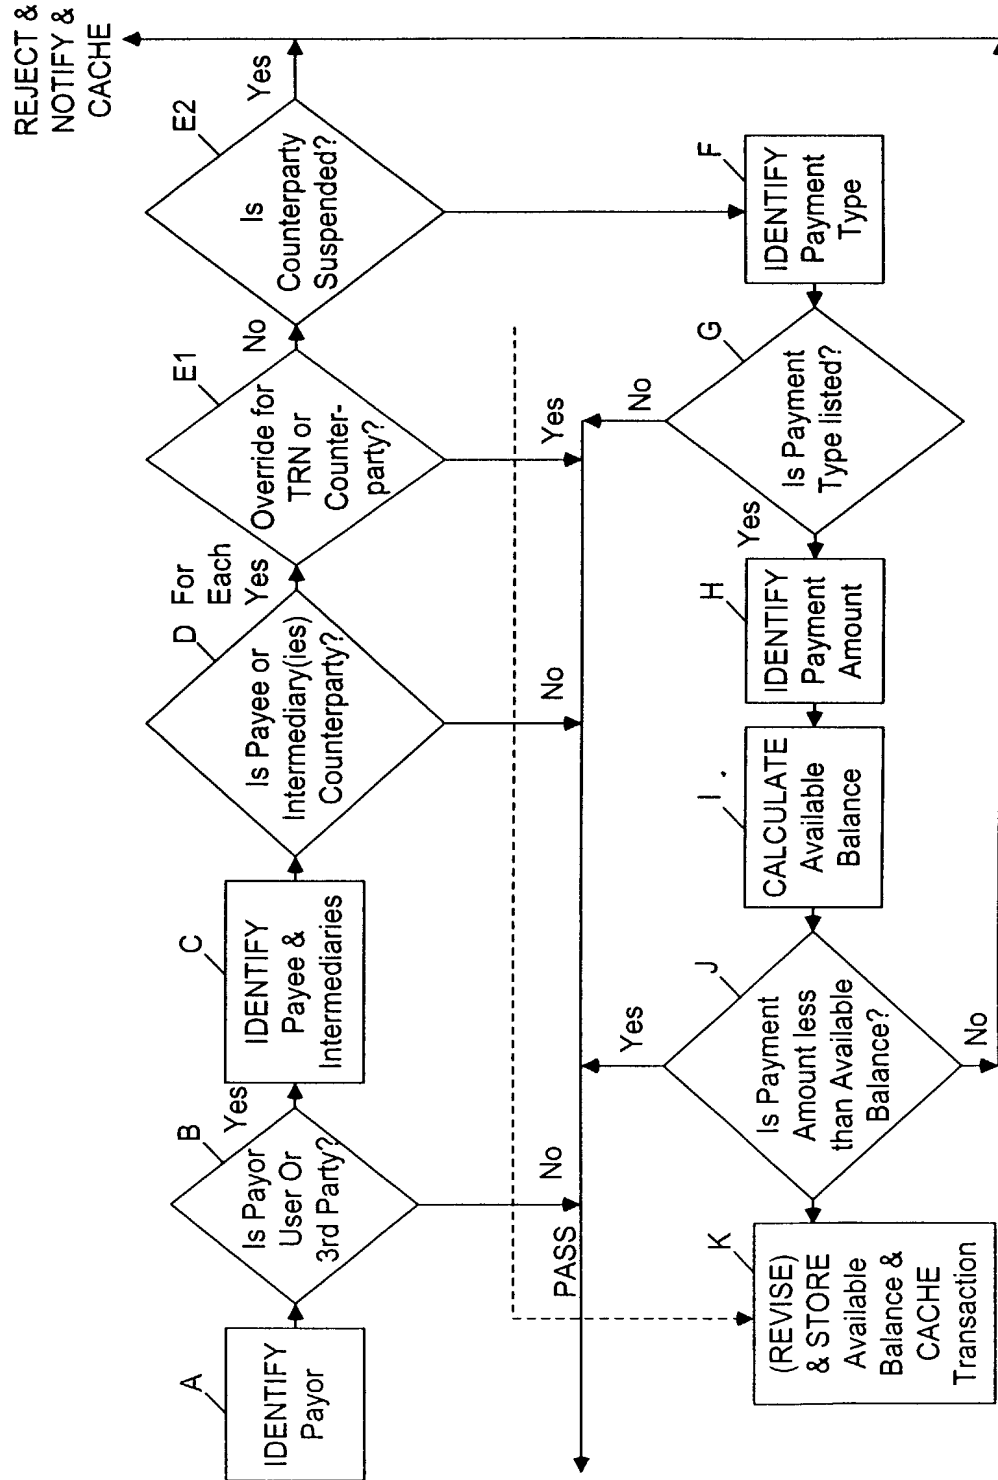 A
IDENTIFY
Payor
B
Is Payor
User Or
3rd Party?
Yes
No
C
IDENTIFY
Payee &
Intermediaries
D
Is Payee or
Intermediary(ies)
Counterparty?
For
Each
Yes
No
E1
Override for
TRN or
Counter-
party?
No
Yes
E2
Is
Counterparty
Suspended?
Yes
REJECT &
NOTIFY &
CACHE
PASS
K
(REVISE)
& STORE
Available
Balance &
CACHE
Transaction
J
Is Payment
Amount less
than Available
Balance?
Yes
No
I
CALCULATE
Available
Balance
H
IDENTIFY
Payment
Amount
Yes
G
Is Payment
Type listed?
No
F
IDENTIFY
Payment
Type